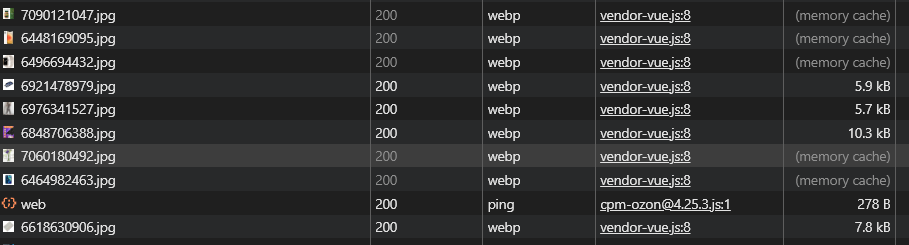 7090121047.jpg 200 webp vendor-vue.js:8 (memory cache)
6448169095.jpg 200 webp vendor-vue.js:8 (memory cache)
6496694432.jpg 200 webp vendor-vue.js:8 (memory cache)
6921478979.jpg 200 webp vendor-vue.js:8 5.9 kB
6976341527.jpg 200 webp vendor-vue.js:8 5.7 kB
6848706388.jpg 200 webp vendor-vue.js:8 10.3 kB
7060180492.jpg 200 webp vendor-vue.js:8 (memory cache)
6464982463.jpg 200 webp vendor-vue.js:8 (memory cache)
web 200 ping cpm-ozon@4.25.3.js:1 278 B
6618630906.jpg 200 webp vendor-vue.js:8 7.8 kB